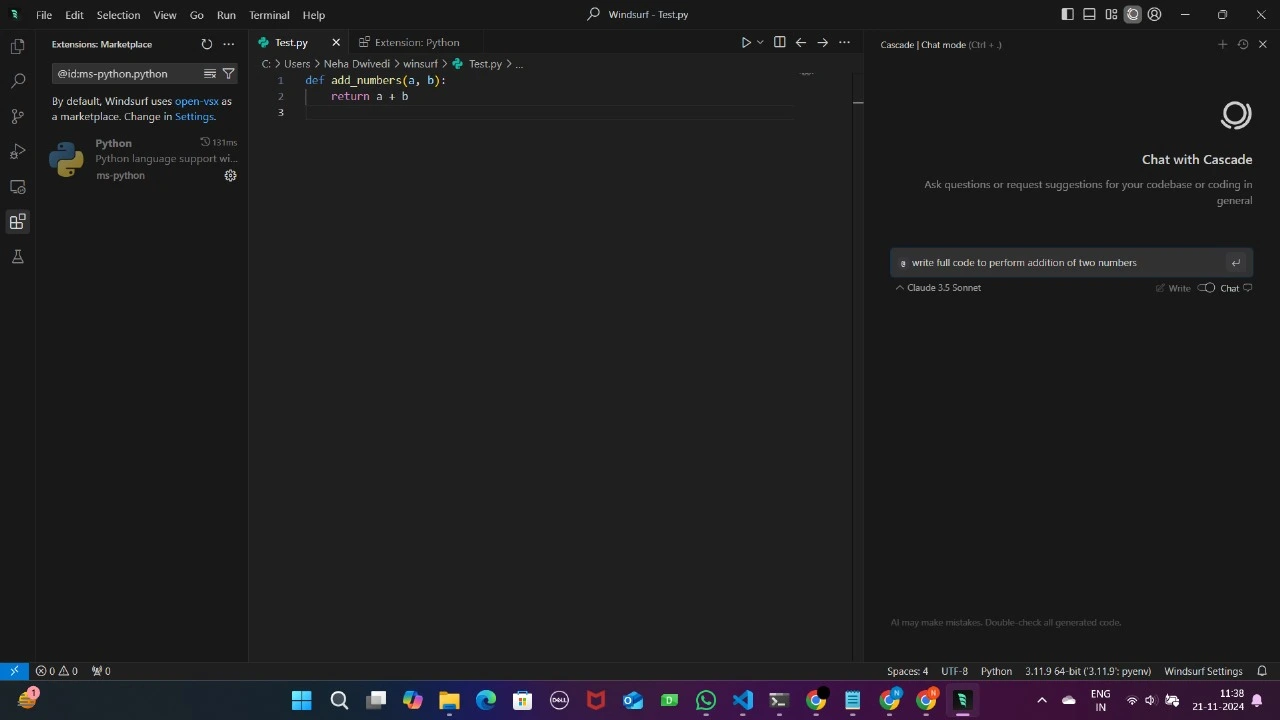 File Edit Selection View Go Run Terminal Help
Windsurf - Test.py
Extensions: Marketplace
@id:ms-python.python
By default, Windsurf uses open-vsx as
a marketplace. Change in Settings.
Python
131ms
Python language support wi...
ms-python
Test.py
Extension: Python
C: > Users > Neha Dwivedi > winsurf > Test.py > ...
1 def add_numbers(a, b):
2 return a + b
3
Cascade | Chat mode (Ctrl + .)
Chat with Cascade
Ask questions or request suggestions for your codebase or coding in
general
@ write full code to perform addition of two numbers
Claude 3.5 Sonnet
Write
Chat
AI may make mistakes. Double-check all generated code.
0 0 0
Spaces: 4 UTF-8 Python 3.11.9 64-bit ('3.11.9': pyenv) Windsurf Settings
1
DELL
D
N
N
ENG
IN
11:38
21-11-2024